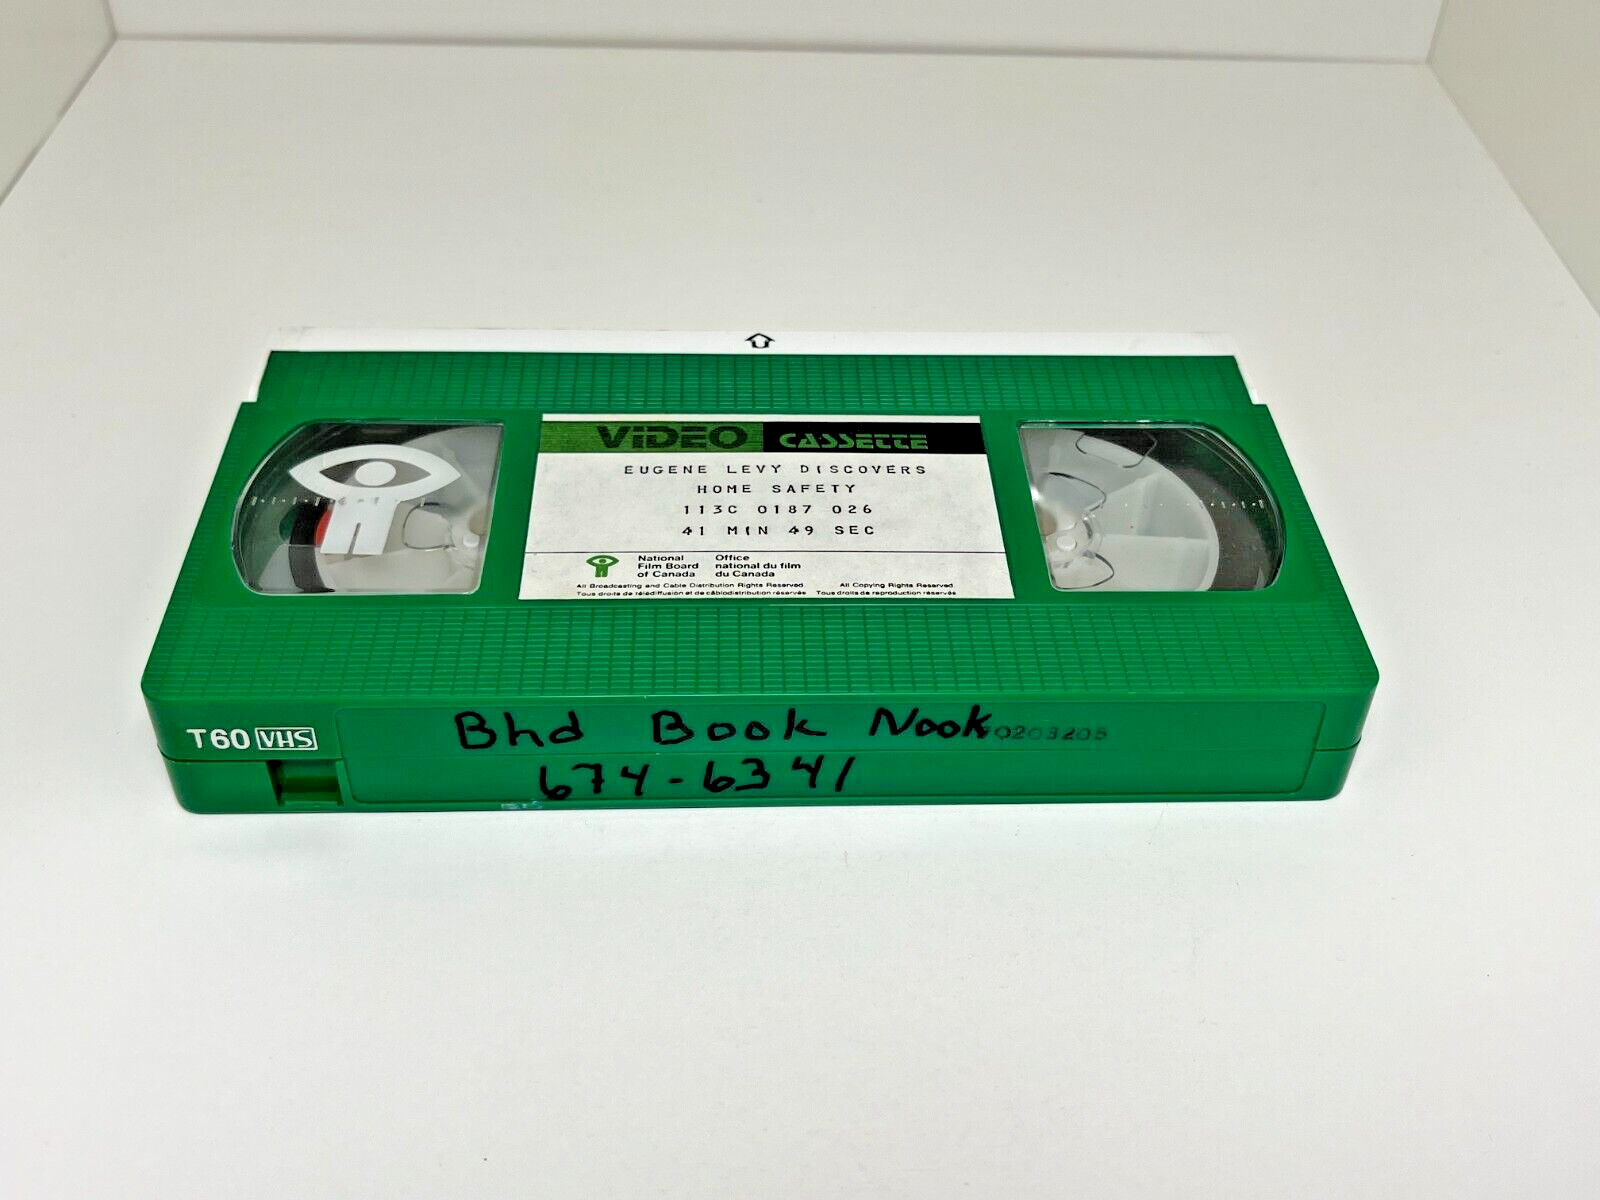 VIDEO CASSETTE
EUGENE LEVY DISCOVERS
HOME SAFETY
113C 0187 026
41 MIN 49 SEC
National Film Board of Canada
Office national du film du Canada
All Broadcasting and Cable Distribution Rights Reserved. All Copying Rights Reserved.
Tous droits de télédiffusion et de câblodistribution réservés Tous droits de reproduction réservés
T60 VHS
Bhd Book Nook
0203205
674-6341